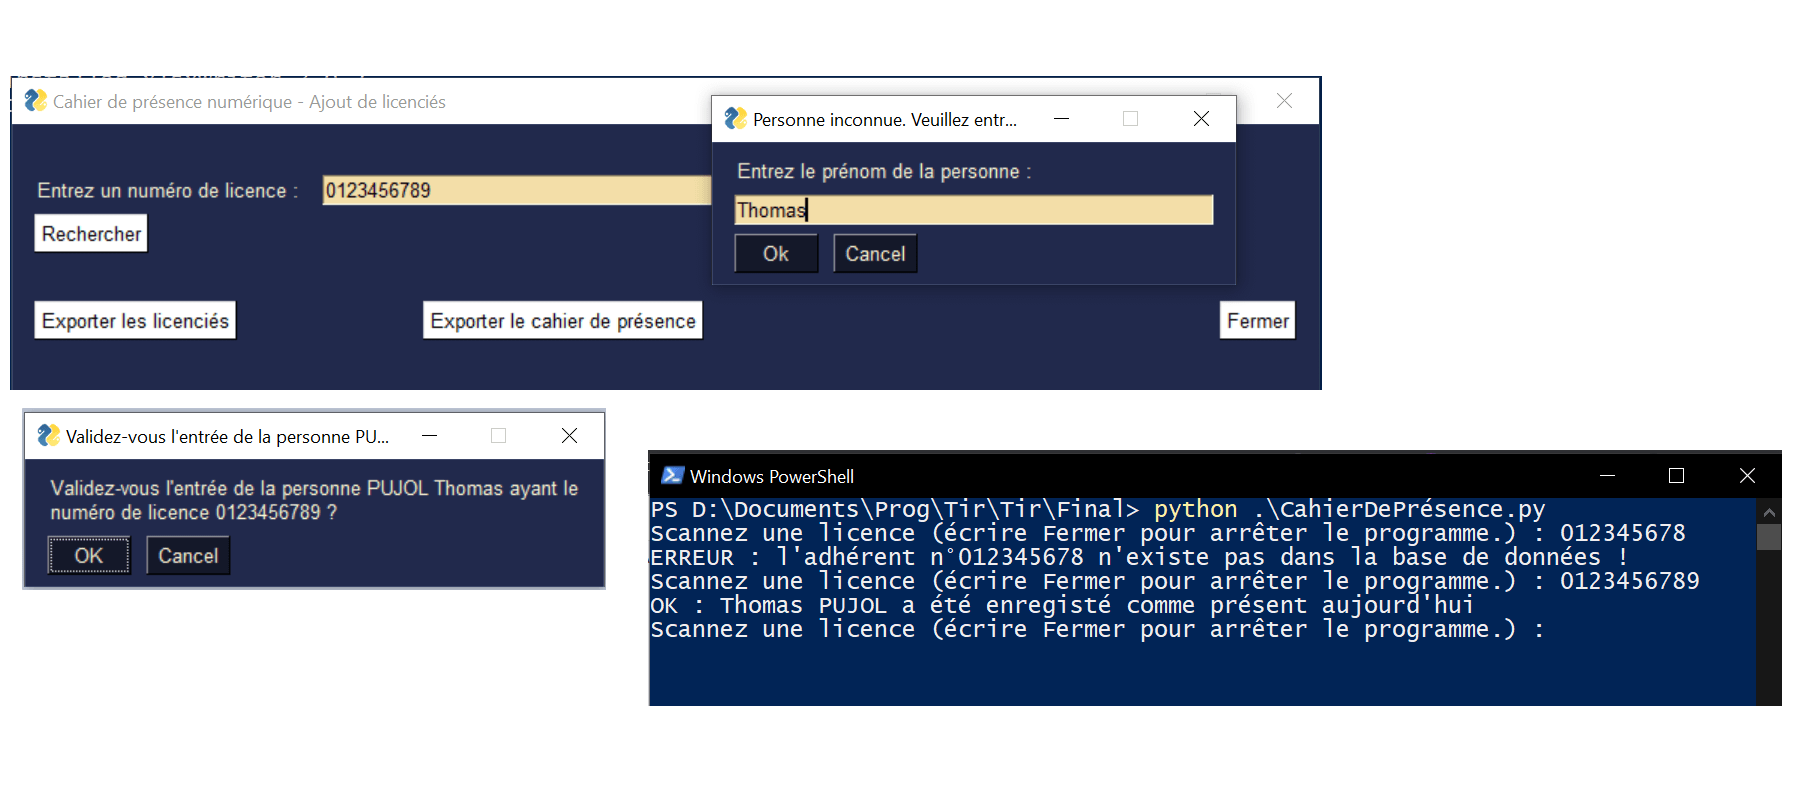 Cahier de présence numérique - Ajout de licenciés
Entrez un numéro de licence : 0123456789
Rechercher
Exporter les licenciés Exporter le cahier de présence Fermer
Personne inconnue. Veuillez entr...
Entrez le prénom de la personne :
Thomas
Ok Cancel
Validez-vous l'entrée de la personne PU...
Validez-vous l'entrée de la personne PUJOL Thomas ayant le
numéro de licence 0123456789 ?
OK Cancel
Windows PowerShell
PS D:\Documents\Prog\Tir\Tir\Final> python .\CahierDePrésence.py
Scannez une licence (écrire Fermer pour arrêter le programme.) : 012345678
ERREUR : l'adhérent n°012345678 n'existe pas dans la base de données !
Scannez une licence (écrire Fermer pour arrêter le programme.) : 0123456789
OK : Thomas PUJOL a été enregisté comme présent aujourd'hui
Scannez une licence (écrire Fermer pour arrêter le programme.) :